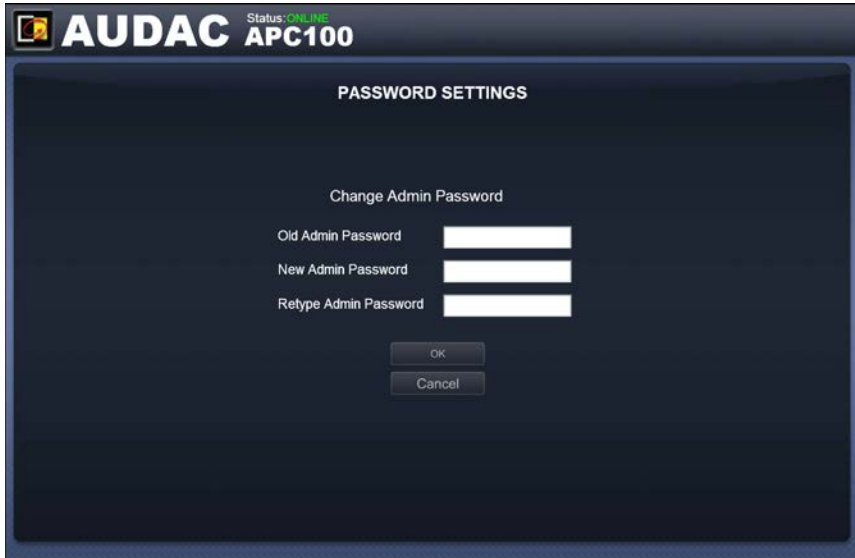 AUDAC
Status:ONLINE
APC100
PASSWORD SETTINGS
Change Admin Password
Old Admin Password
New Admin Password
Retype Admin Password
OK
Cancel